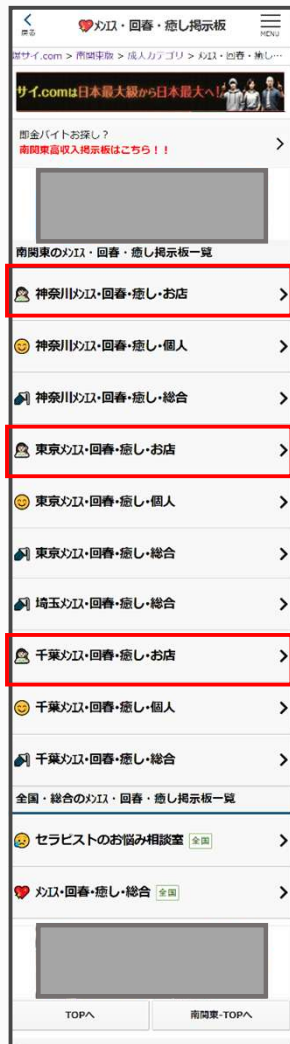 戻る
メンエス・回春・癒し掲示板
MENU
サイ.com > 南関東版 > 成人カテゴリ > メンエス・回春・癒し…
サイ.comは日本最大級から日本最大へ!
即金バイトお探し?
南関東高収入掲示板はこちら!!
南関東のメンエス・回春・癒し掲示板一覧
神奈川メンエス・回春・癒し・お店
神奈川メンエス・回春・癒し・個人
神奈川メンエス・回春・癒し・総合
東京メンエス・回春・癒し・お店
東京メンエス・回春・癒し・個人
東京メンエス・回春・癒し・総合
埼玉メンエス・回春・癒し・総合
千葉メンエス・回春・癒し・お店
千葉メンエス・回春・癒し・個人
千葉メンエス・回春・癒し・総合
全国・総合のメンエス・回春・癒し掲示板一覧
セラピストのお悩み相談室 全国
メンエス・回春・癒し・総合 全国
TOPへ 南関東-TOPへ